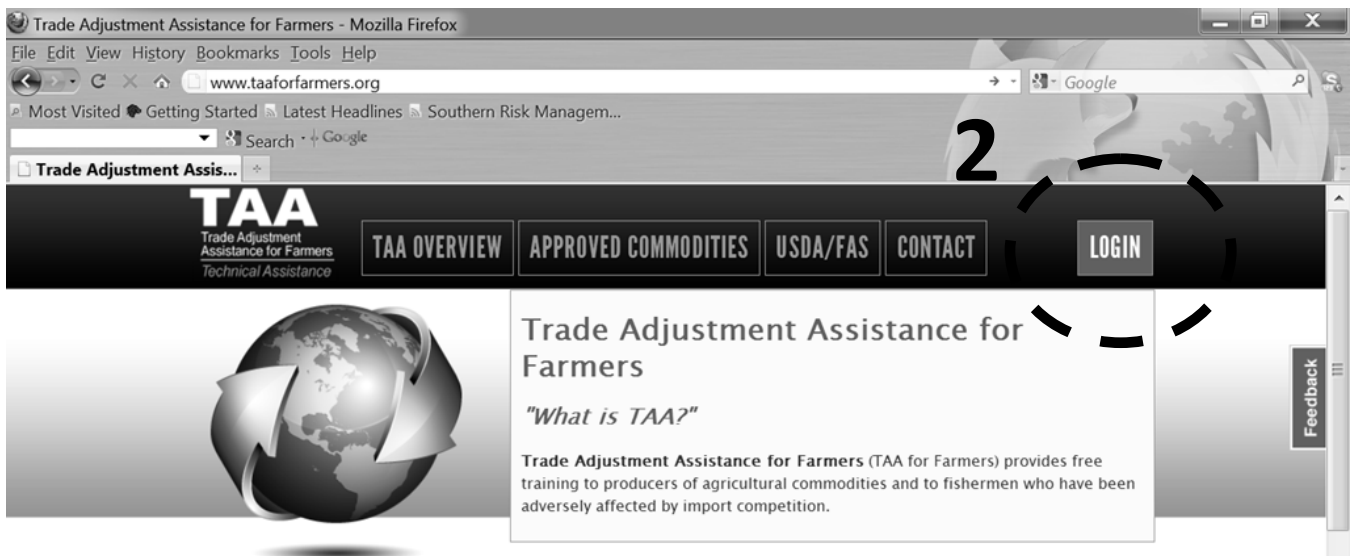 Trade Adjustment Assistance for Farmers - Mozilla Firefox
File Edit View History Bookmarks Tools Help
www.taaforfarmers.org
Google
Most Visited Getting Started Latest Headlines Southern Risk Managem...
Search Google
Trade Adjustment Assis...
2
TAA
Trade Adjustment
Assistance for Farmers
Technical Assistance
TAA OVERVIEW APPROVED COMMODITIES USDA/FAS CONTACT LOGIN
Trade Adjustment Assistance for
Farmers
"What is TAA?"
Trade Adjustment Assistance for Farmers (TAA for Farmers) provides free
training to producers of agricultural commodities and to fishermen who have been
adversely affected by import competition.
Feedback